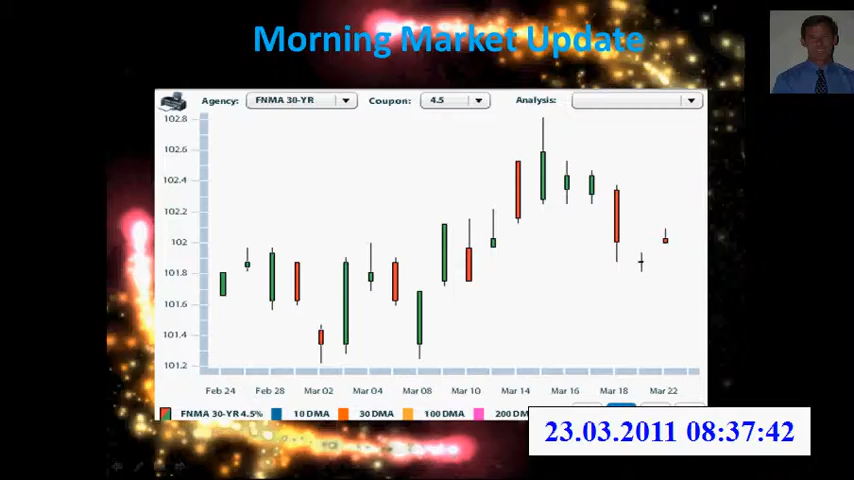 Morning Market Update
Agency: FNMA 30-YR Coupon: 4.5 Analysis:
102.8
102.6
102.4
102.2
102
101.8
101.6
101.4
101.2
Feb 24 Feb 28 Mar 02 Mar 04 Mar 08 Mar 10 Mar 14 Mar 16 Mar 18 Mar 22
FNMA 30-YR 4.5% 10 DMA 30 DMA 100 DMA 200 DM
23.03.2011 08:37:42